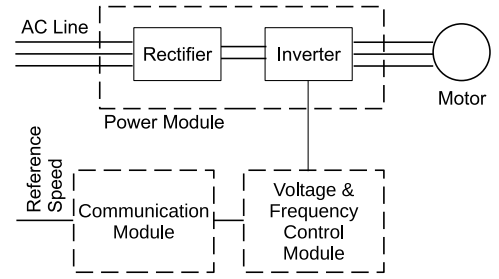 AC Line
Rectifier
Inverter
Motor
Power Module
Reference
Speed
Communication
Module
Voltage &
Frequency
Control
Module